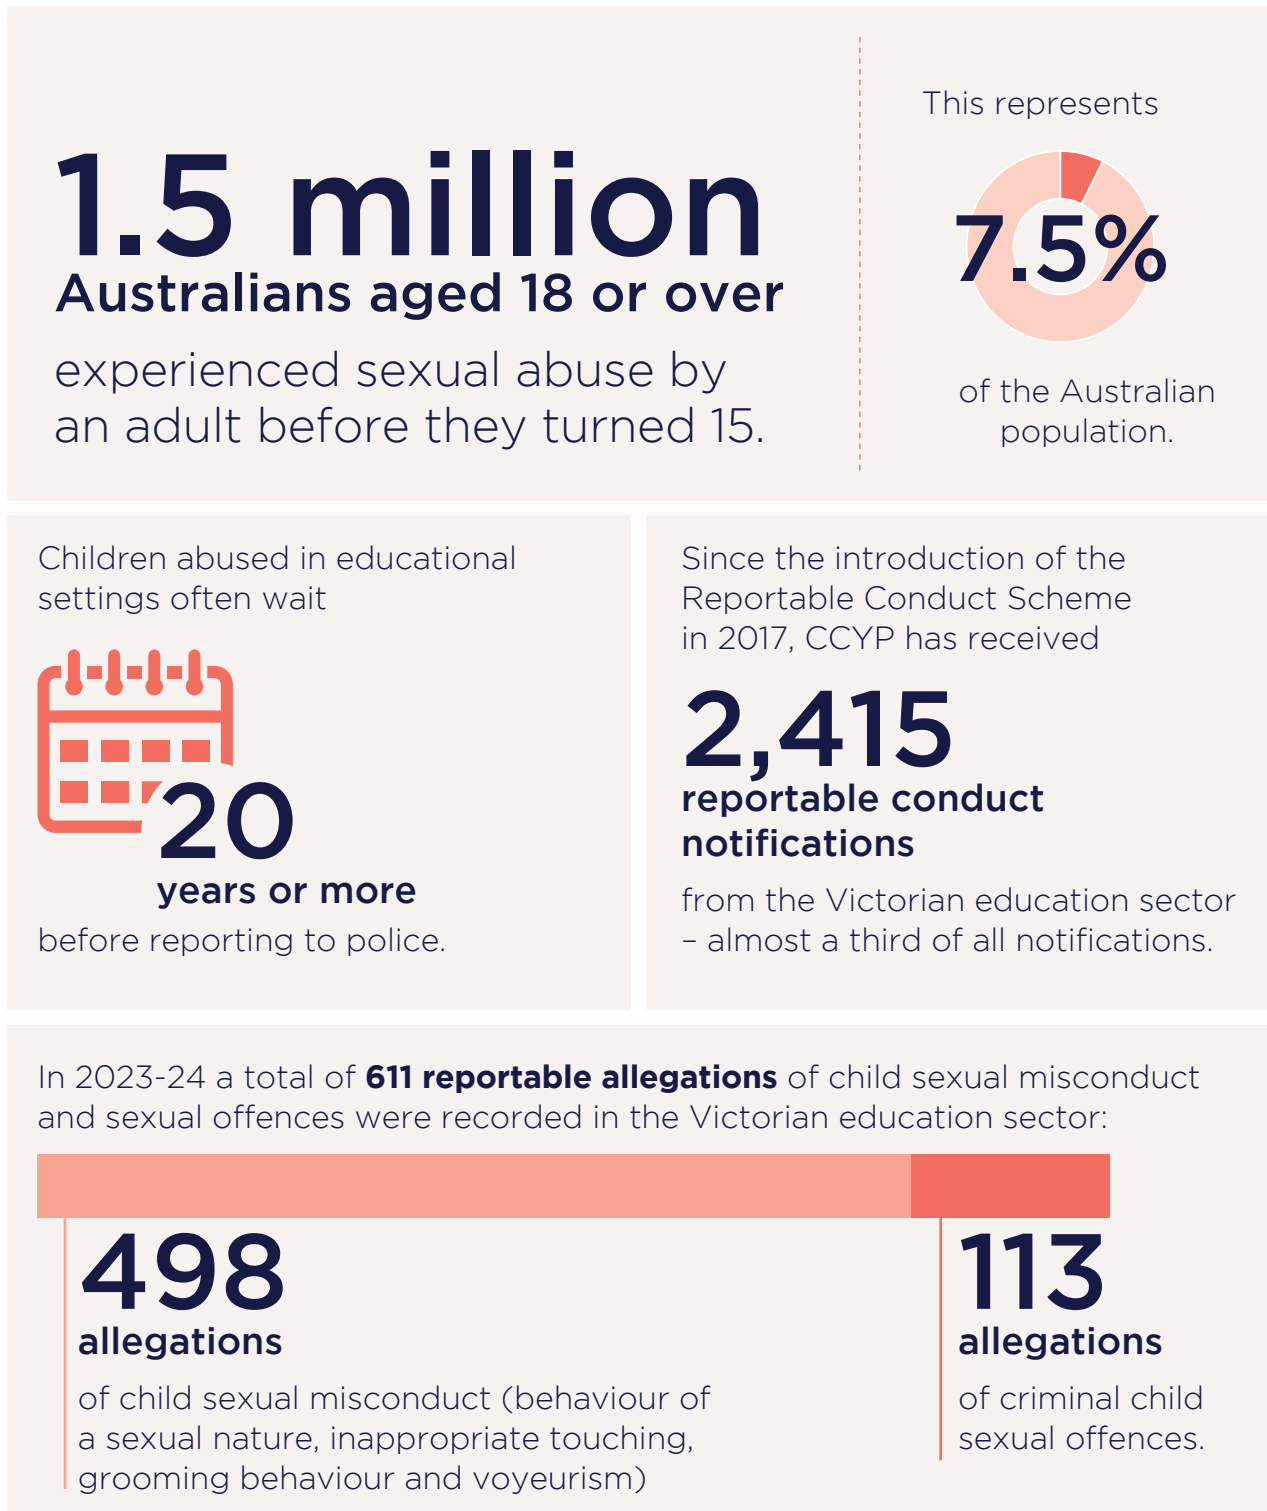 1.5 million
Australians aged 18 or over
experienced sexual abuse by
an adult before they turned 15.
This represents
7.5%
of the Australian
population.
Children abused in educational
settings often wait
20
years or more
before reporting to police.
Since the introduction of the
Reportable Conduct Scheme
in 2017, CCYP has received
2,415
reportable conduct
notifications
from the Victorian education sector
– almost a third of all notifications.
In 2023-24 a total of 611 reportable allegations of child sexual misconduct
and sexual offences were recorded in the Victorian education sector:
498
allegations
of child sexual misconduct (behaviour of
a sexual nature, inappropriate touching,
grooming behaviour and voyeurism)
113
allegations
of criminal child
sexual offences.